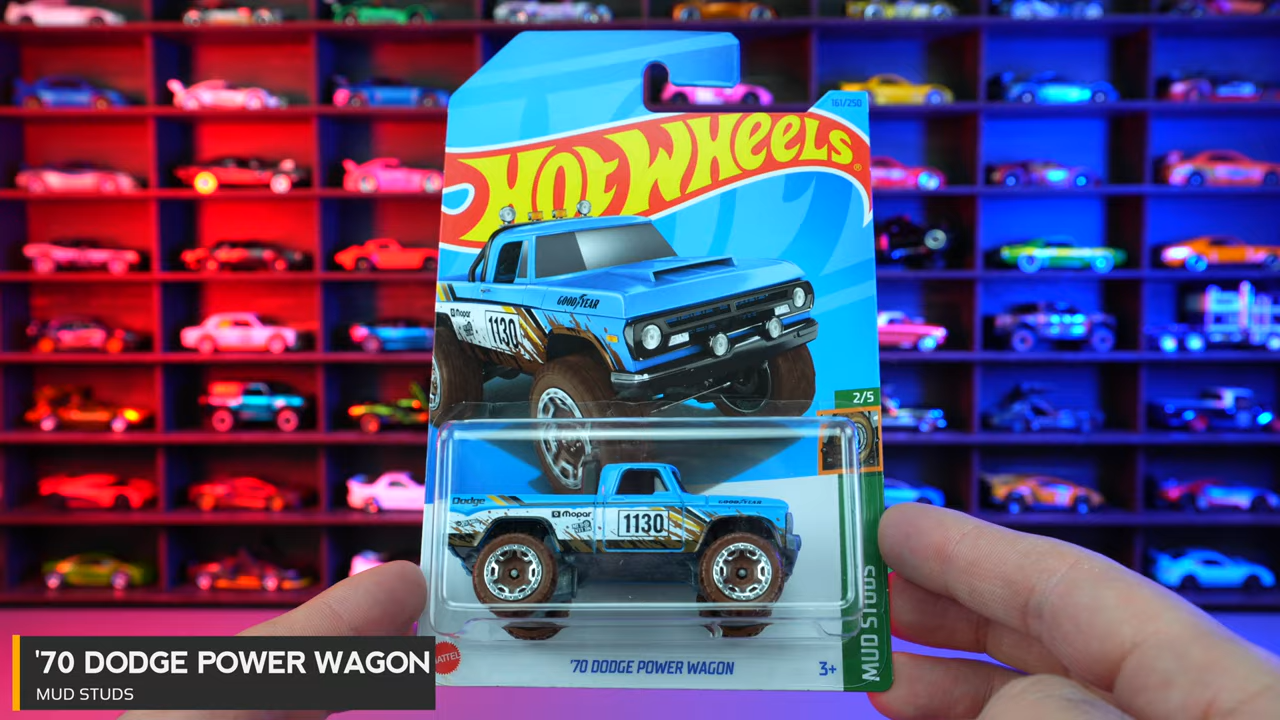 161/250
HOT WHEELS®
GOODYEAR
Mopar
1130
2/5
Dodge
Mopar
1130
GOODYEAR
MUD STUDS
MATTEL
'70 DODGE POWER WAGON
3+
'70 DODGE POWER WAGON
MUD STUDS